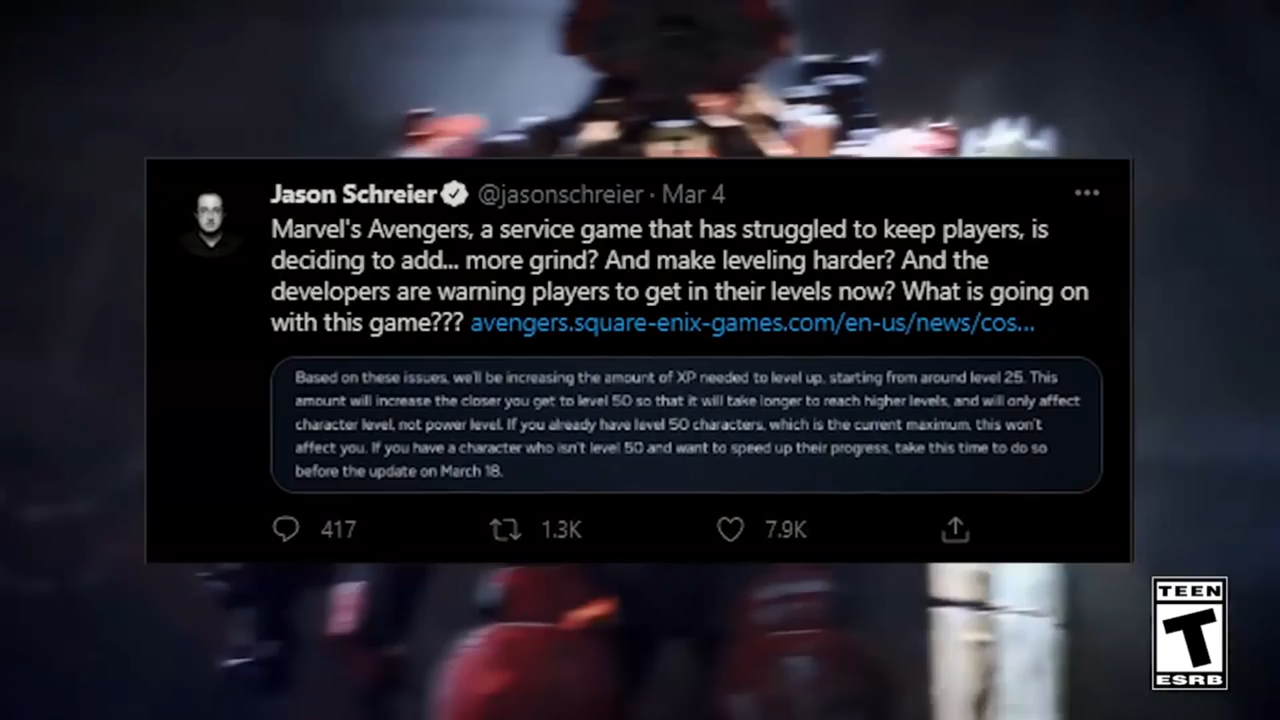 Jason Schreier @jasonschreier · Mar 4
Marvel's Avengers, a service game that has struggled to keep players, is
deciding to add... more grind? And make leveling harder? And the
developers are warning players to get in their levels now? What is going on
with this game??? avengers.square-enix-games.com/en-us/news/cos...
Based on these issues, we'll be increasing the amount of XP needed to level up, starting from around level 25. This
amount will increase the closer you get to level 50 so that it will take longer to reach higher levels, and will only affect
character level, not power level. If you already have level 50 characters, which is the current maximum, this won't
affect you. If you have a character who isn't level 50 and want to speed up their progress, take this time to do so
before the update on March 18.
417 1.3K 7.9K
TEEN
T
ESRB